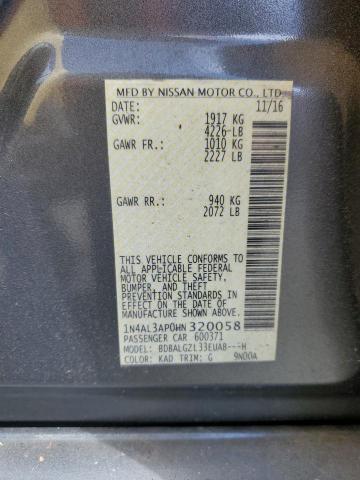 MFD BY NISSAN MOTOR CO., LTD
DATE: 11/16
GVWR: 1917 KG
4226 LB
GAWR FR.: 1010 KG
2227 LB
GAWR RR.: 940 KG
2072 LB
THIS VEHICLE CONFORMS TO
ALL APPLICABLE FEDERAL
MOTOR VEHICLE SAFETY,
BUMPER, AND THEFT
PREVENTION STANDARDS IN
EFFECT ON THE DATE OF
MANUFACTURE SHOWN ABOVE.
1N4AL3AP0HN320058
PASSENGER CAR 600371
MODEL: BDBALGZL33EUAB---H
COLOR: KAD TRIM: G 9N00A